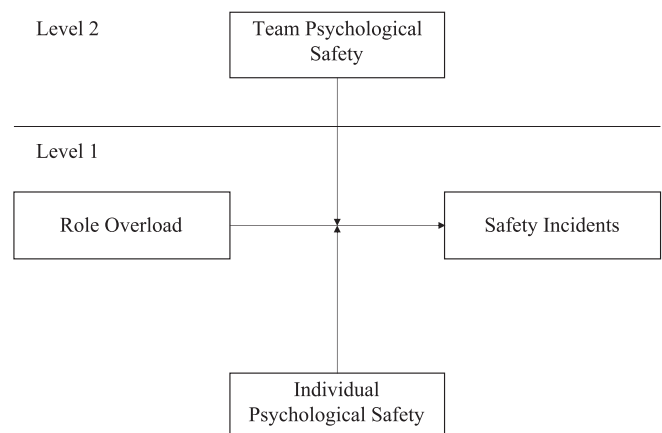 Level 2
Team Psychological
Safety
Level 1
Role Overload
Safety Incidents
Individual
Psychological Safety